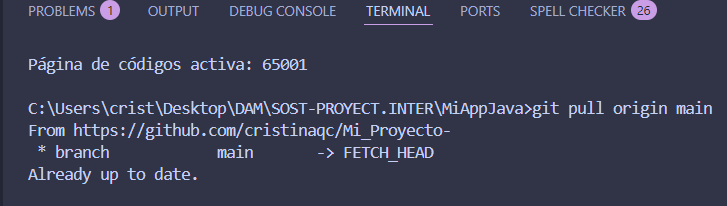 PROBLEMS 1 OUTPUT DEBUG CONSOLE TERMINAL PORTS SPELL CHECKER 26
Página de códigos activa: 65001
C:\Users\crist\Desktop\DAM\SOST-PROYECT.INTER\MiAppJava>git pull origin main
From https://github.com/cristinaqc/Mi_Proyecto-
 * branch            main       -> FETCH_HEAD
Already up to date.